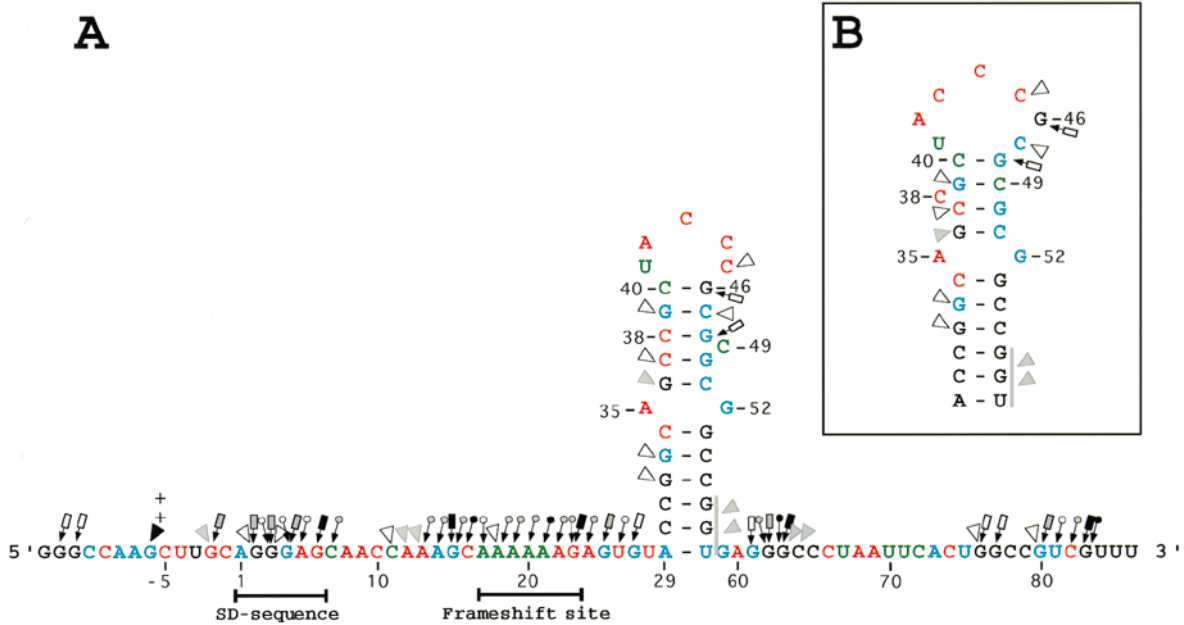 A
B
C
C C
A G-46
U C
40-C - G
G - C-49
38-C
C - G
G - C
35-A G-52
C - G
G - C
G - C
C - G
C - G
A - U
C
A C
U C
40-C - G-46
G - C
38-C - G
C-49
C - G
G - C
35-A G-52
C - G
G - C
G - C
C - G
C - G
+
+
5'GGGCCAAGCUUGCAGGGAGCAACCAAAGCAAAAAAGAGUGUA - UGAGGGCCCUAAUUCACUGGCCGUCGUUU 3'
-5 1 10 20 29 60 70 80
SD-sequence Frameshift site